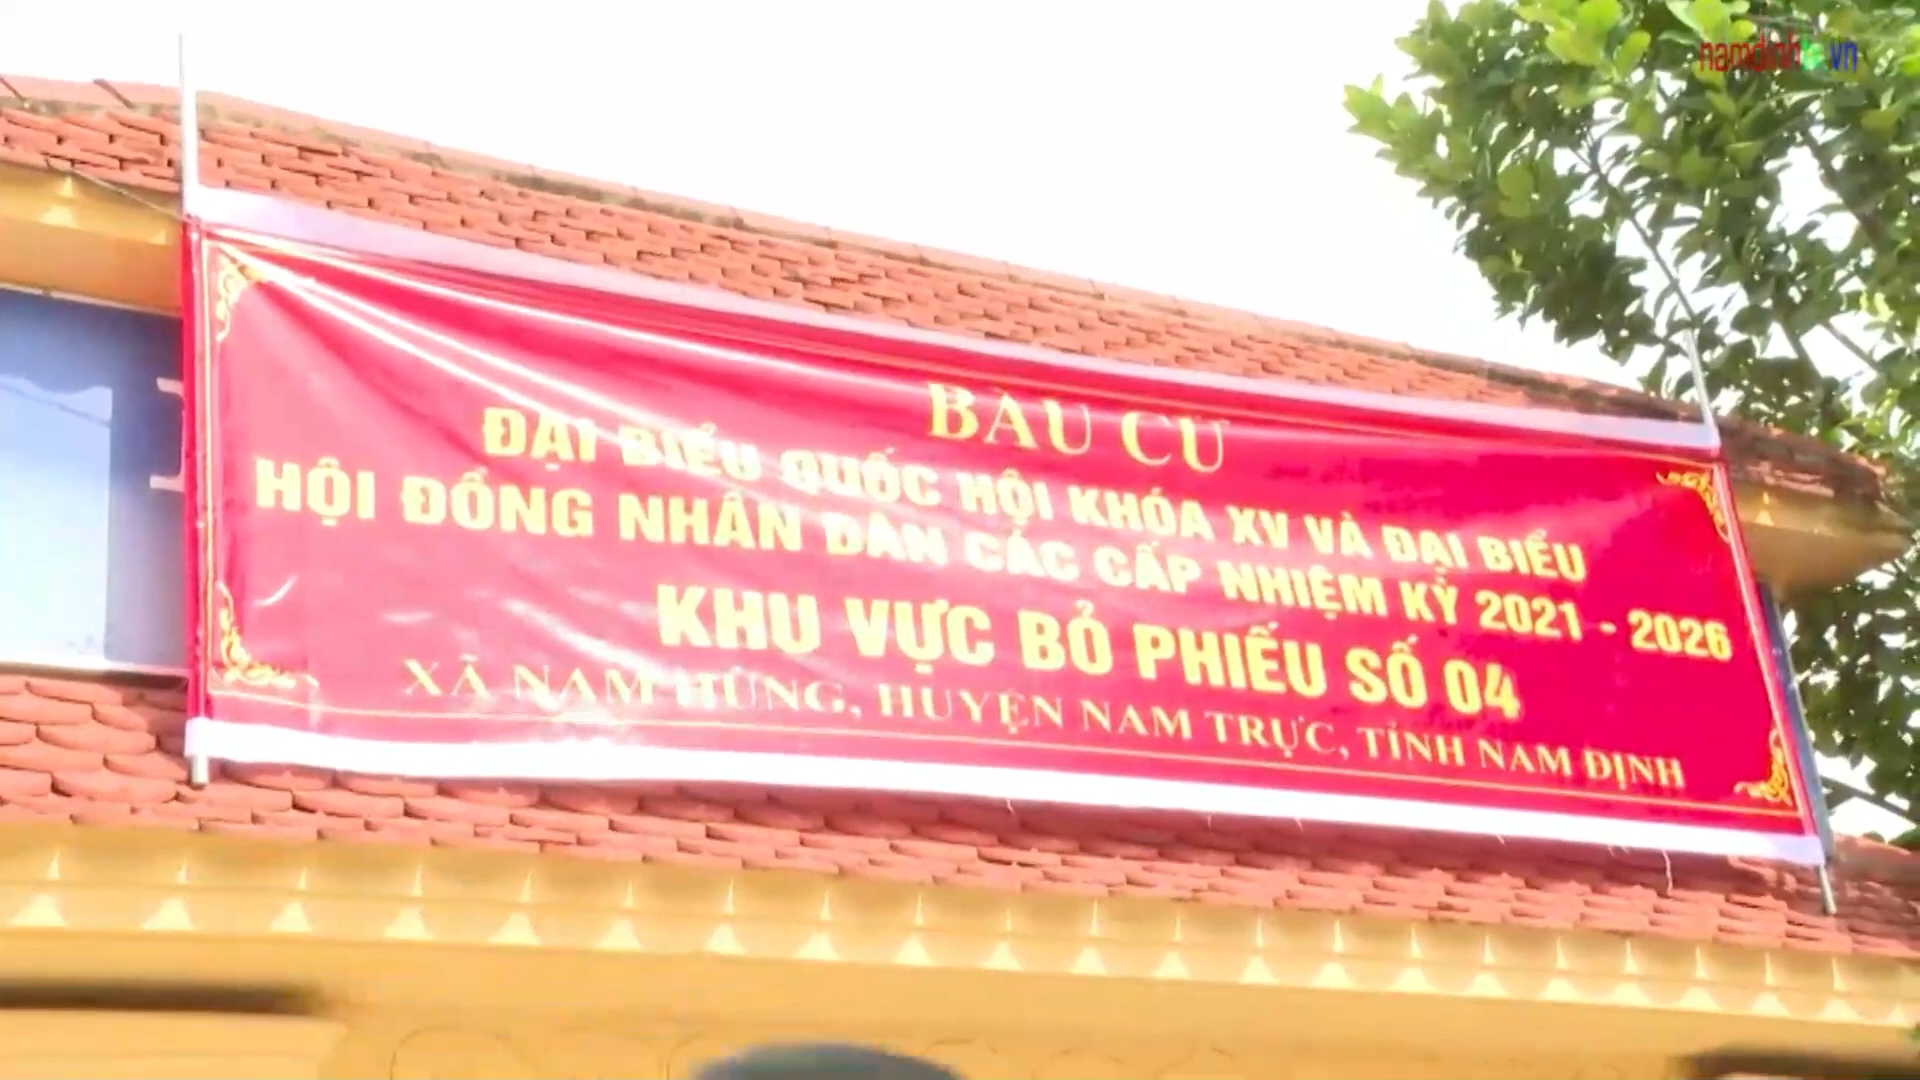 namdinhtv.vn
BẦU CỬ
ĐẠI BIỂU QUỐC HỘI KHÓA XV VÀ ĐẠI BIỂU
HỘI ĐỒNG NHÂN DÂN CÁC CẤP NHIỆM KỲ 2021 - 2026
KHU VỰC BỎ PHIẾU SỐ 04
XÃ NAM HÙNG, HUYỆN NAM TRỰC, TỈNH NAM ĐỊNH